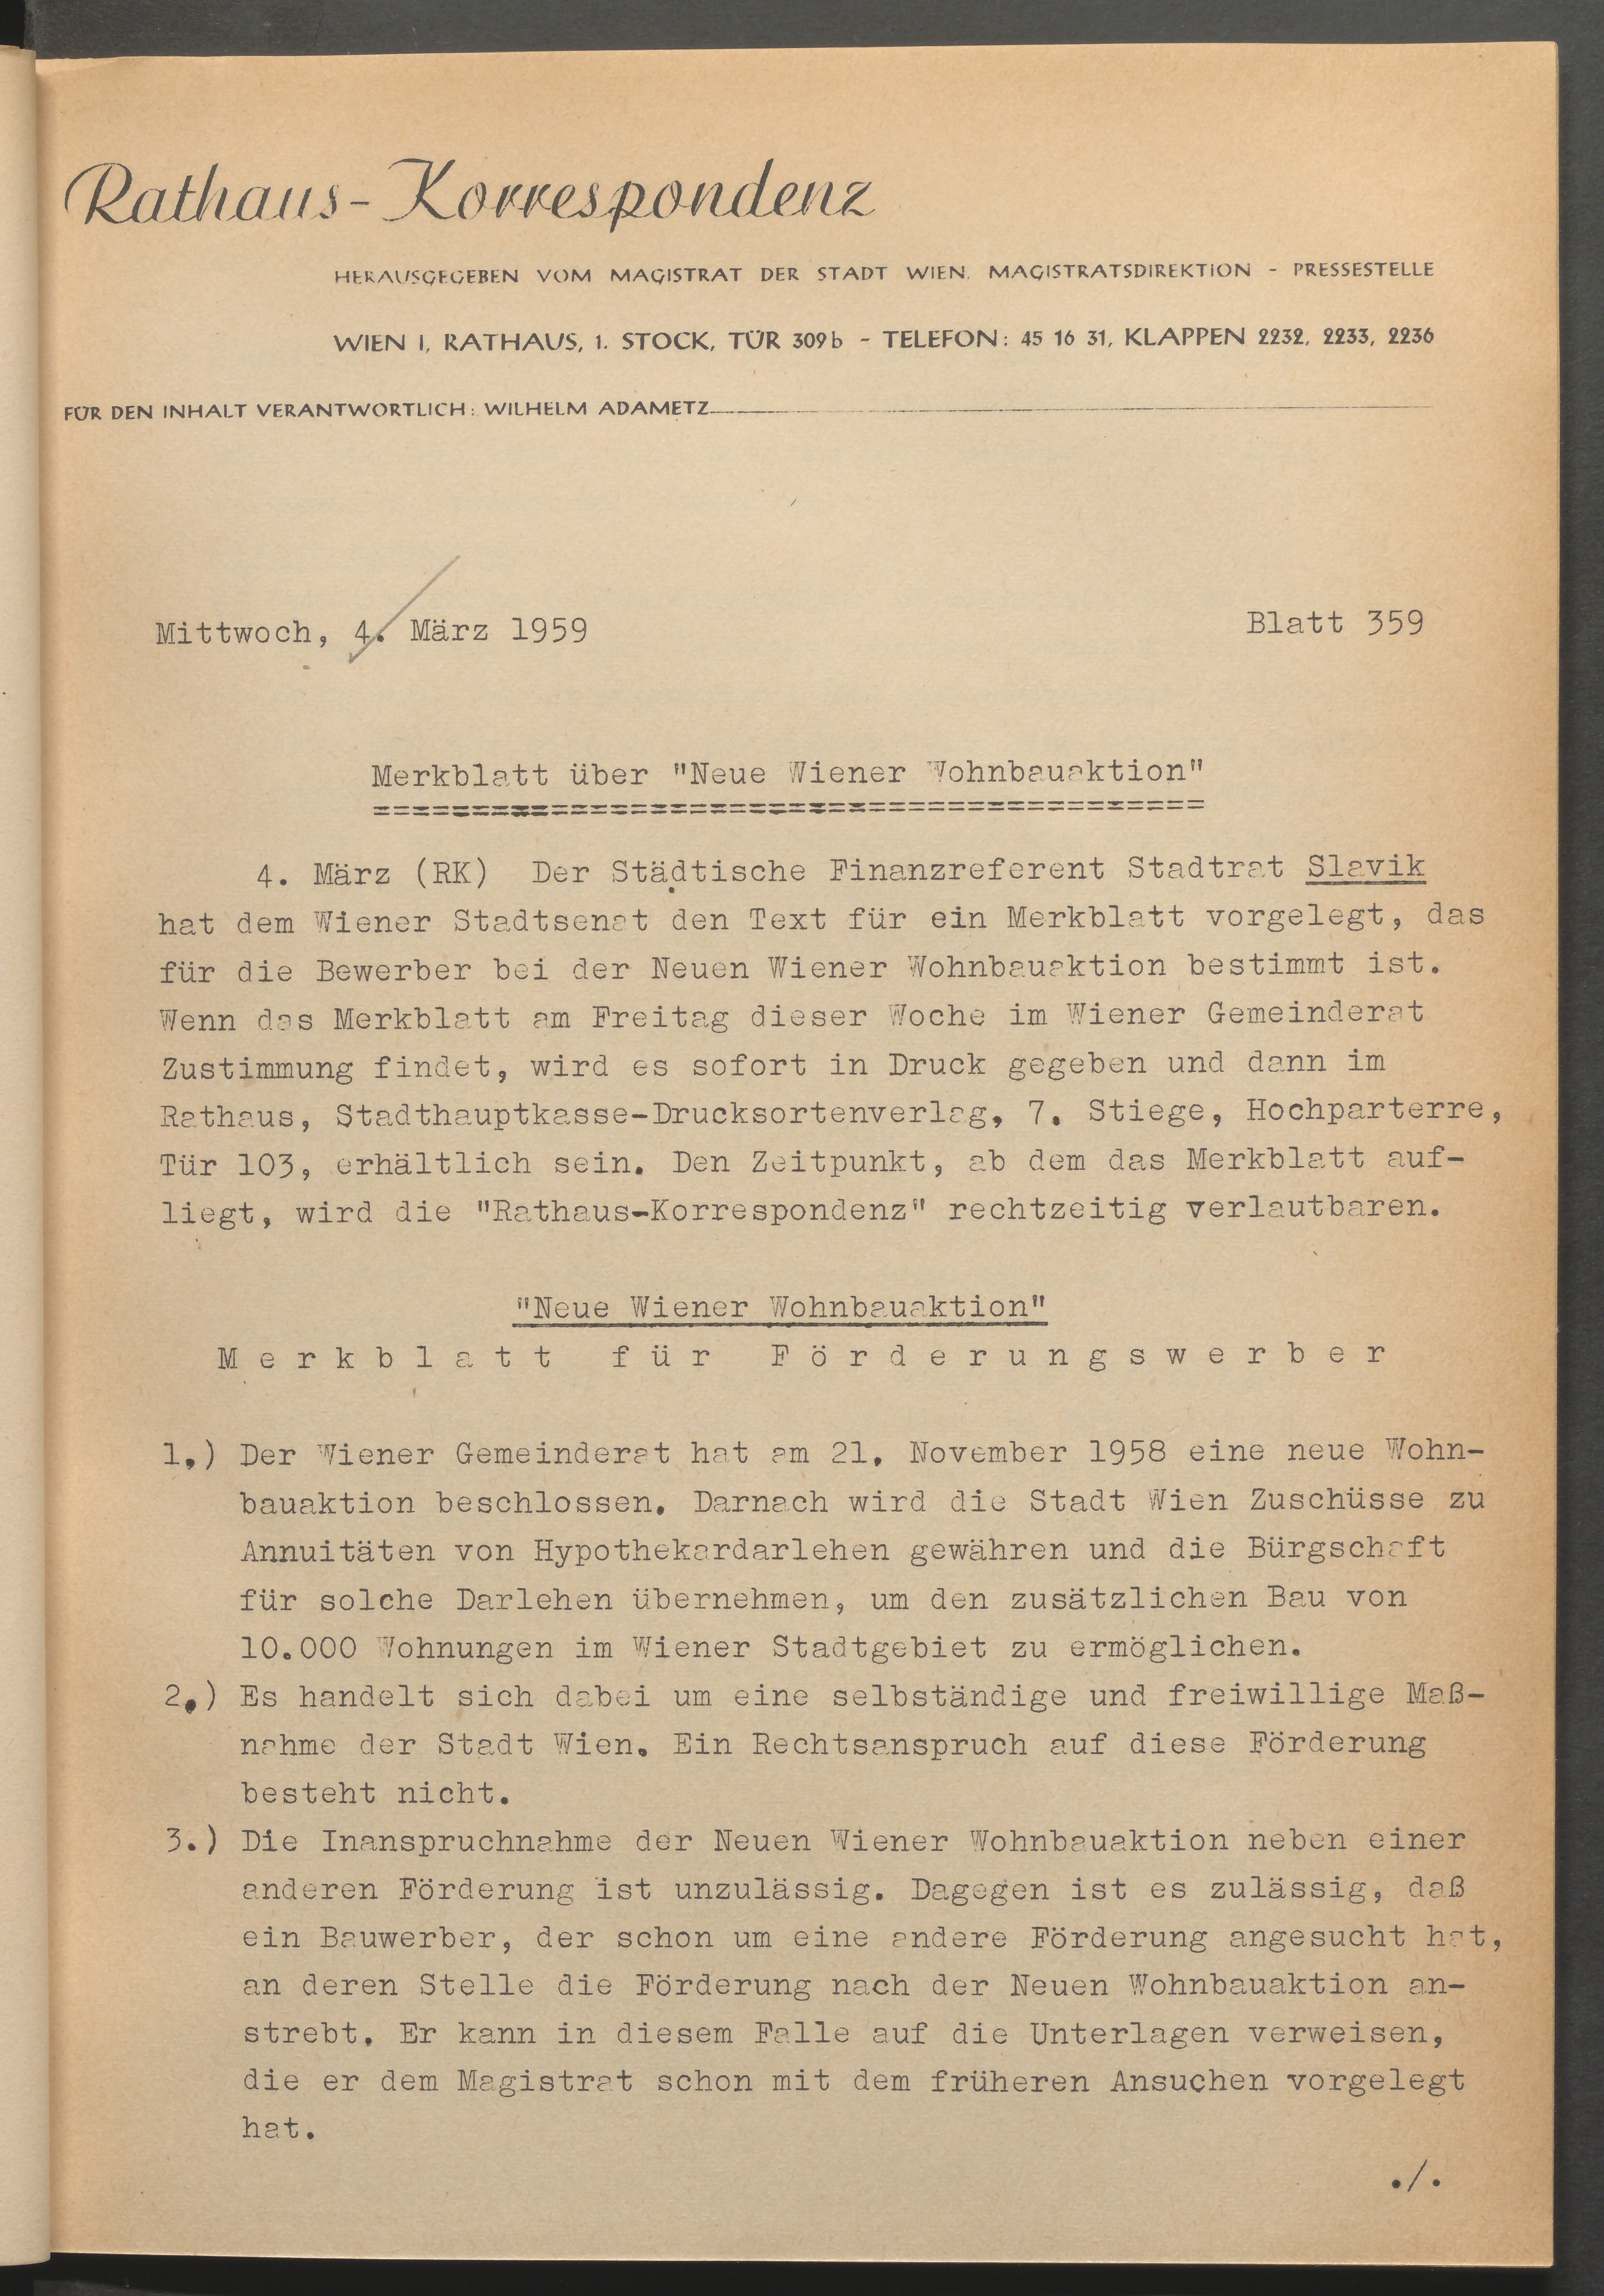 Rathaus-Korrespondenz
HERAUSGEGEBEN VOM MAGISTRAT DER STADT WIEN, MAGISTRATSDIREKTION - PRESSESTELLE
WIEN I, RATHAUS, 1. STOCK, TÜR 309b - TELEFON: 45 16 31, KLAPPEN 2232, 2233, 2236
FÜR DEN INHALT VERANTWORTLICH: WILHELM ADAMETZ
Mittwoch, 4. März 1959 Blatt 359
Merkblatt über "Neue Wiener Wohnbauaktion"
==========================================
4. März (RK) Der Städtische Finanzreferent Stadtrat Slavik
hat dem Wiener Stadtsenat den Text für ein Merkblatt vorgelegt, das
für die Bewerber bei der Neuen Wiener Wohnbauaktion bestimmt ist.
Wenn das Merkblatt am Freitag dieser Woche im Wiener Gemeinderat
Zustimmung findet, wird es sofort in Druck gegeben und dann im
Rathaus, Stadthauptkasse-Drucksortenverlag, 7. Stiege, Hochparterre,
Tür 103, erhältlich sein. Den Zeitpunkt, ab dem das Merkblatt auf-
liegt, wird die "Rathaus-Korrespondenz" rechtzeitig verlautbaren.
"Neue Wiener Wohnbauaktion"
M e r k b l a t t  f ü r  F ö r d e r u n g s w e r b e r
1.) Der Wiener Gemeinderat hat am 21. November 1958 eine neue Wohn-
bauaktion beschlossen. Darnach wird die Stadt Wien Zuschüsse zu
Annuitäten von Hypothekardarlehen gewähren und die Bürgschaft
für solche Darlehen übernehmen, um den zusätzlichen Bau von
10.000 Wohnungen im Wiener Stadtgebiet zu ermöglichen.
2.) Es handelt sich dabei um eine selbständige und freiwillige Maß-
nahme der Stadt Wien. Ein Rechtsanspruch auf diese Förderung
besteht nicht.
3.) Die Inanspruchnahme der Neuen Wiener Wohnbauaktion neben einer
anderen Förderung ist unzulässig. Dagegen ist es zulässig, daß
ein Bauwerber, der schon um eine andere Förderung angesucht hat,
an deren Stelle die Förderung nach der Neuen Wohnbauaktion an-
strebt. Er kann in diesem Falle auf die Unterlagen verweisen,
die er dem Magistrat schon mit dem früheren Ansuchen vorgelegt
hat.
./.